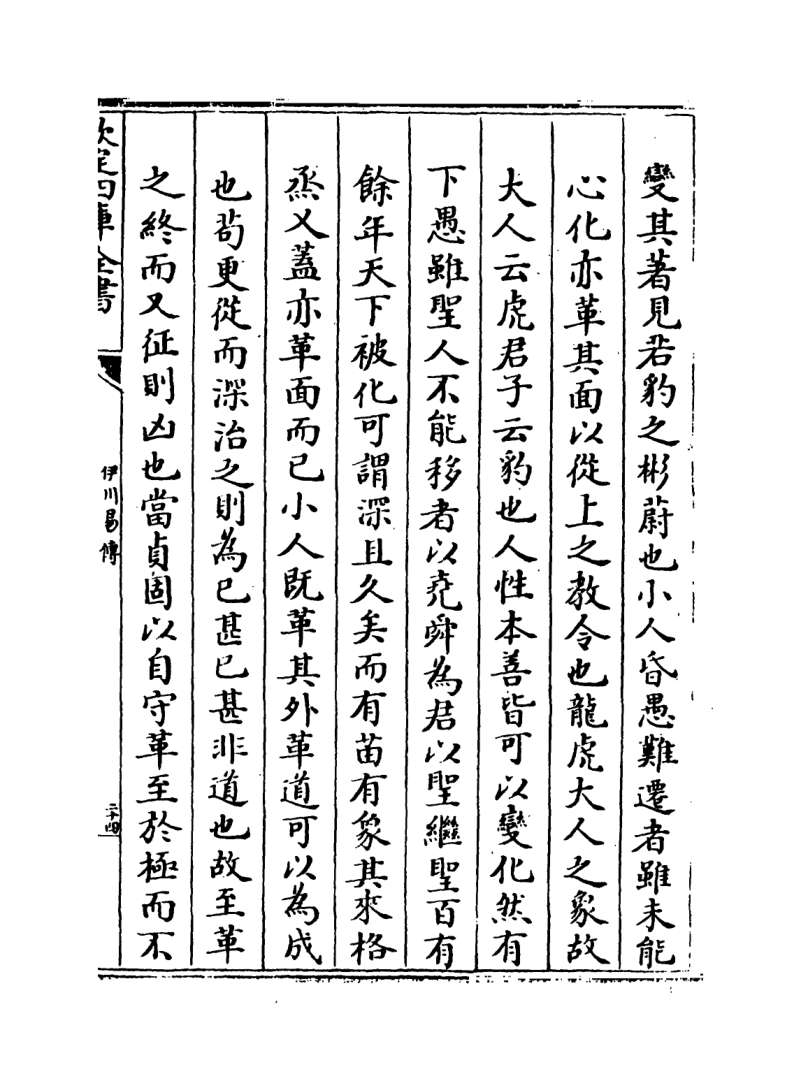 變其著見若豹之彬蔚也小人昏愚難遷者雖未能
心化亦革其面以從上之教令也龍虎大人之象故
大人云虎君子云豹也人性本善皆可以變化然有
下愚雖聖人不能移者以堯舜為君以聖繼聖百有
餘年天下被化可謂深且久矣而有苗有象其來格
烝乂蓋亦革面而已小人既革其外革道可以為成
也茍更從而深治之則為已甚已甚非道也故至革
之終而又征則凶也當貞固以自守革至於極而不
欽定四庫全書
伊川易傳
二十四